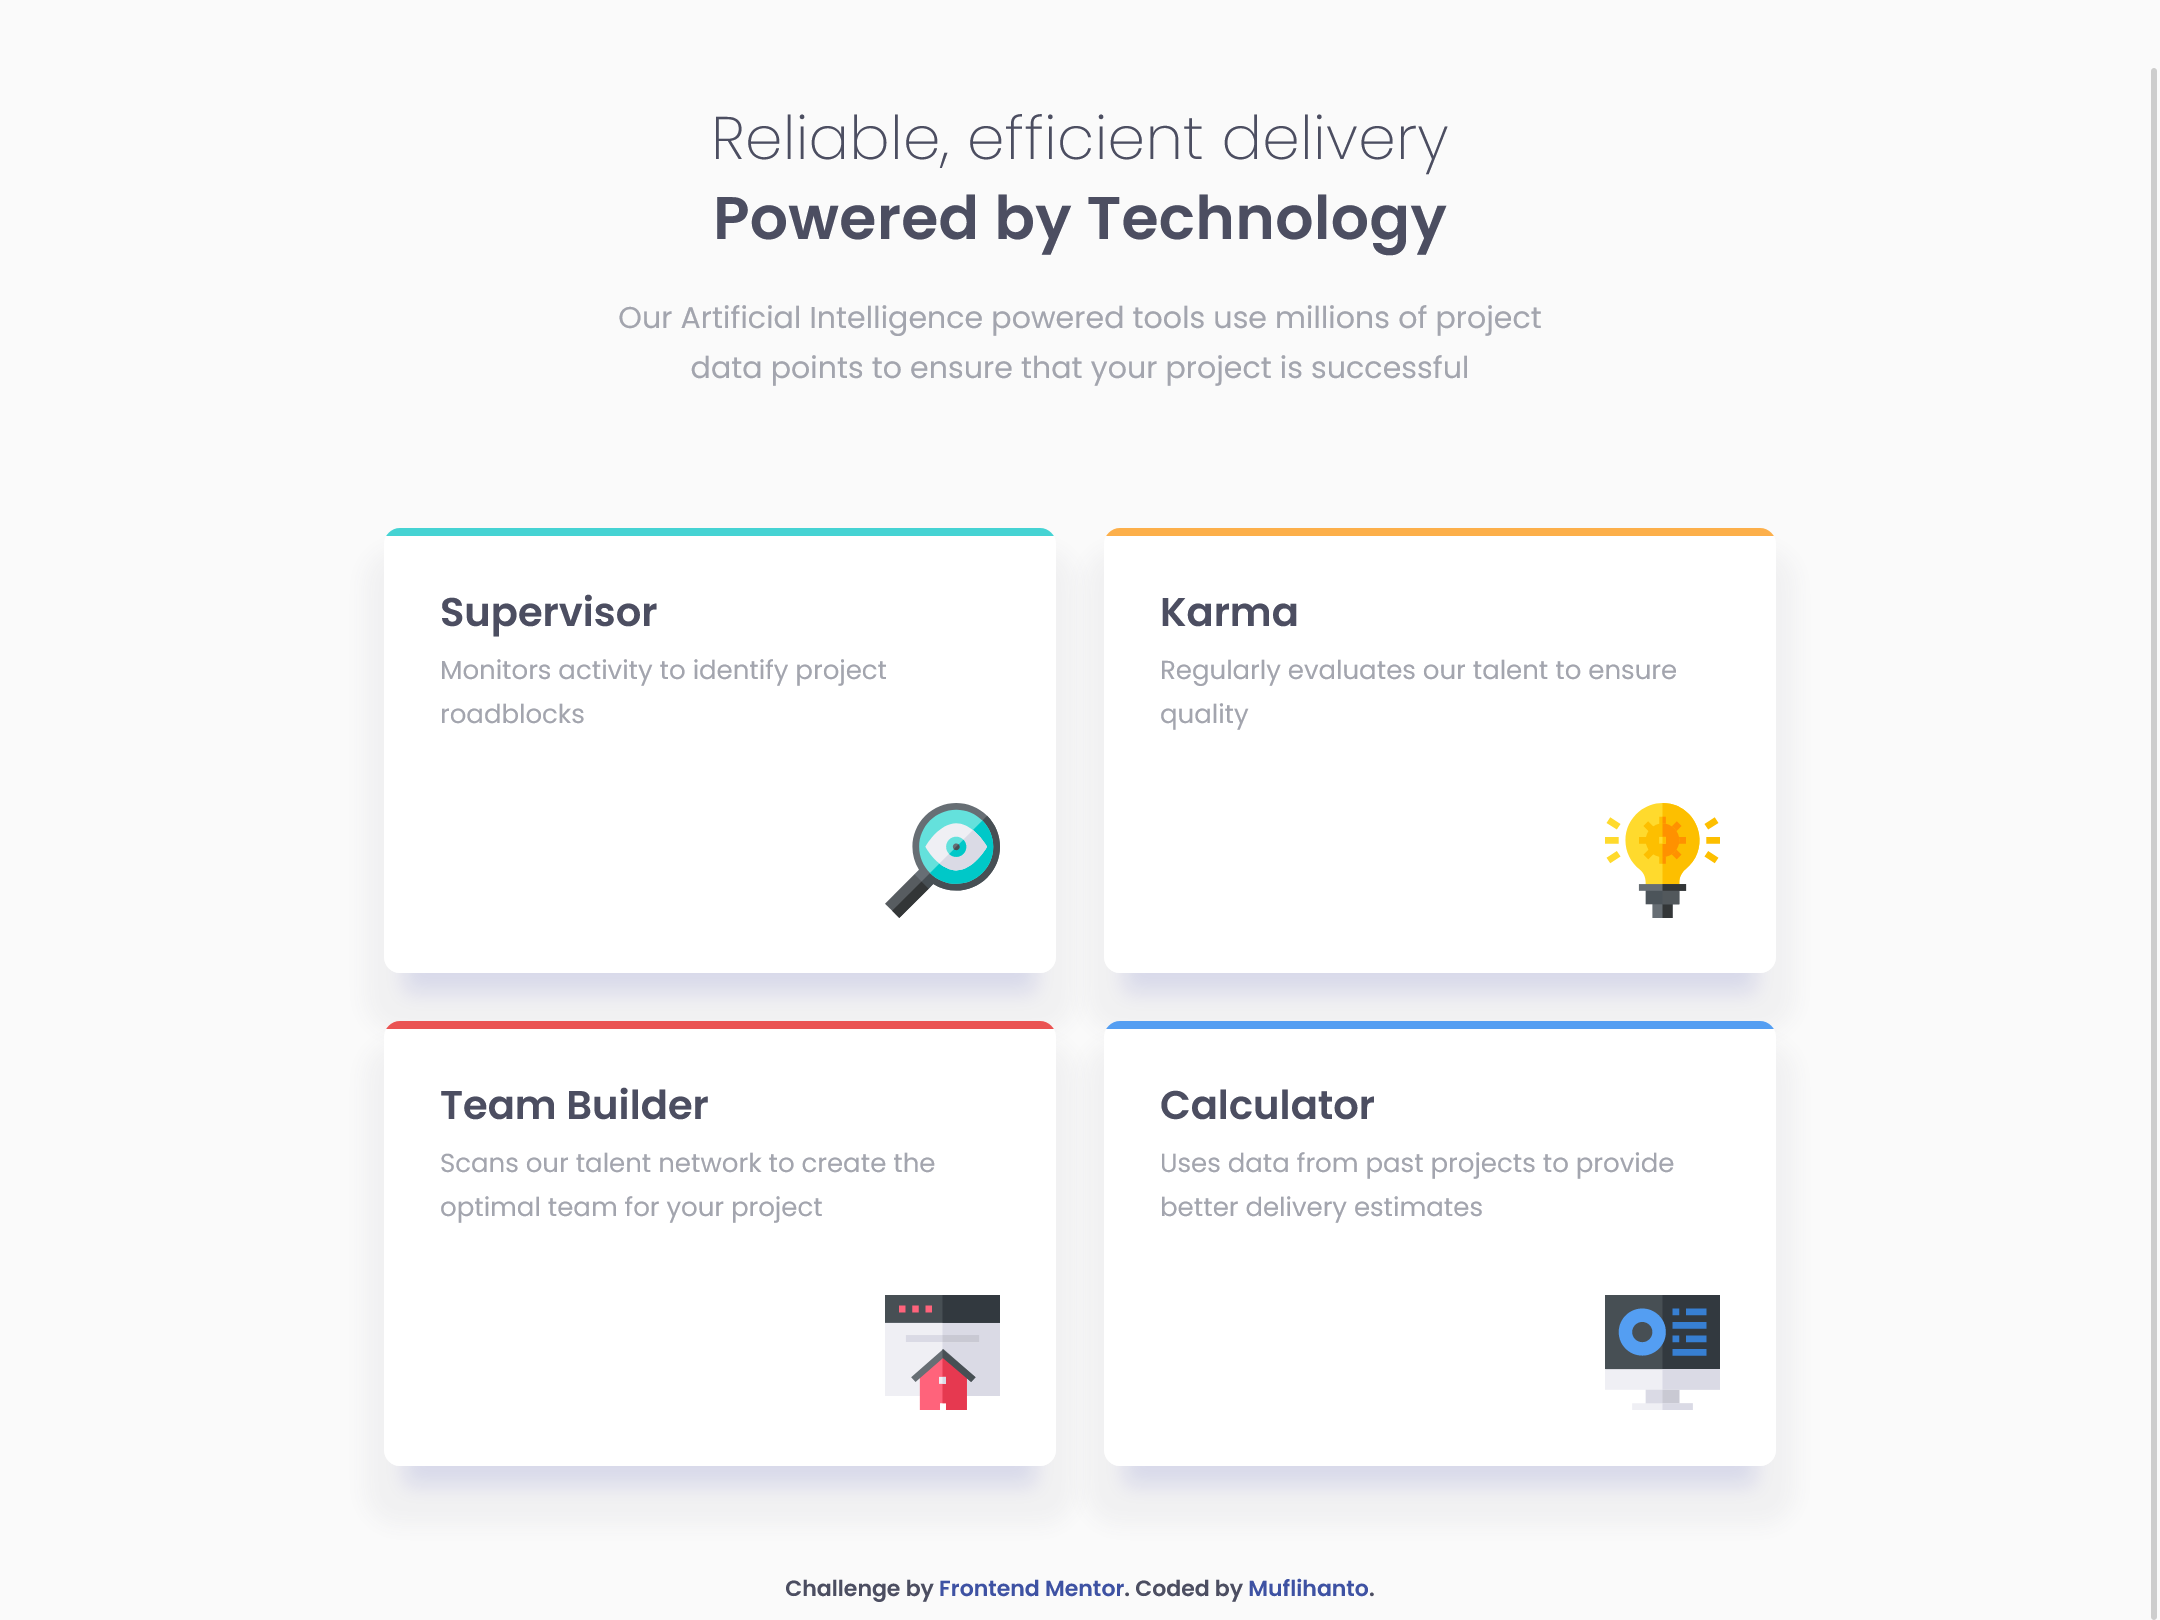 Reliable, efficient delivery
Powered by Technology
Our Artificial Intelligence powered tools use millions of project
data points to ensure that your project is successful
Supervisor
Monitors activity to identify project
roadblocks
Karma
Regularly evaluates our talent to ensure
quality
Team Builder
Scans our talent network to create the
optimal team for your project
Calculator
Uses data from past projects to provide
better delivery estimates
Challenge by Frontend Mentor. Coded by Muflihanto.